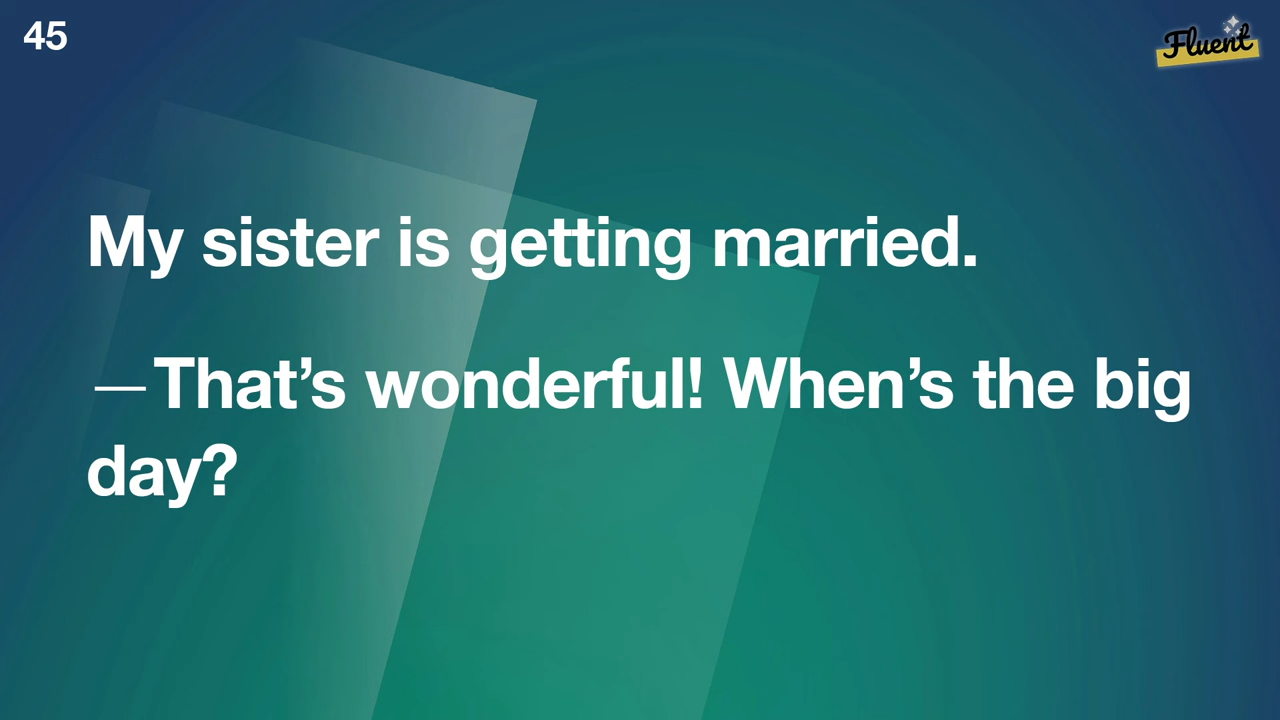 45
Fluent
My sister is getting married.
—That’s wonderful! When’s the big
day?